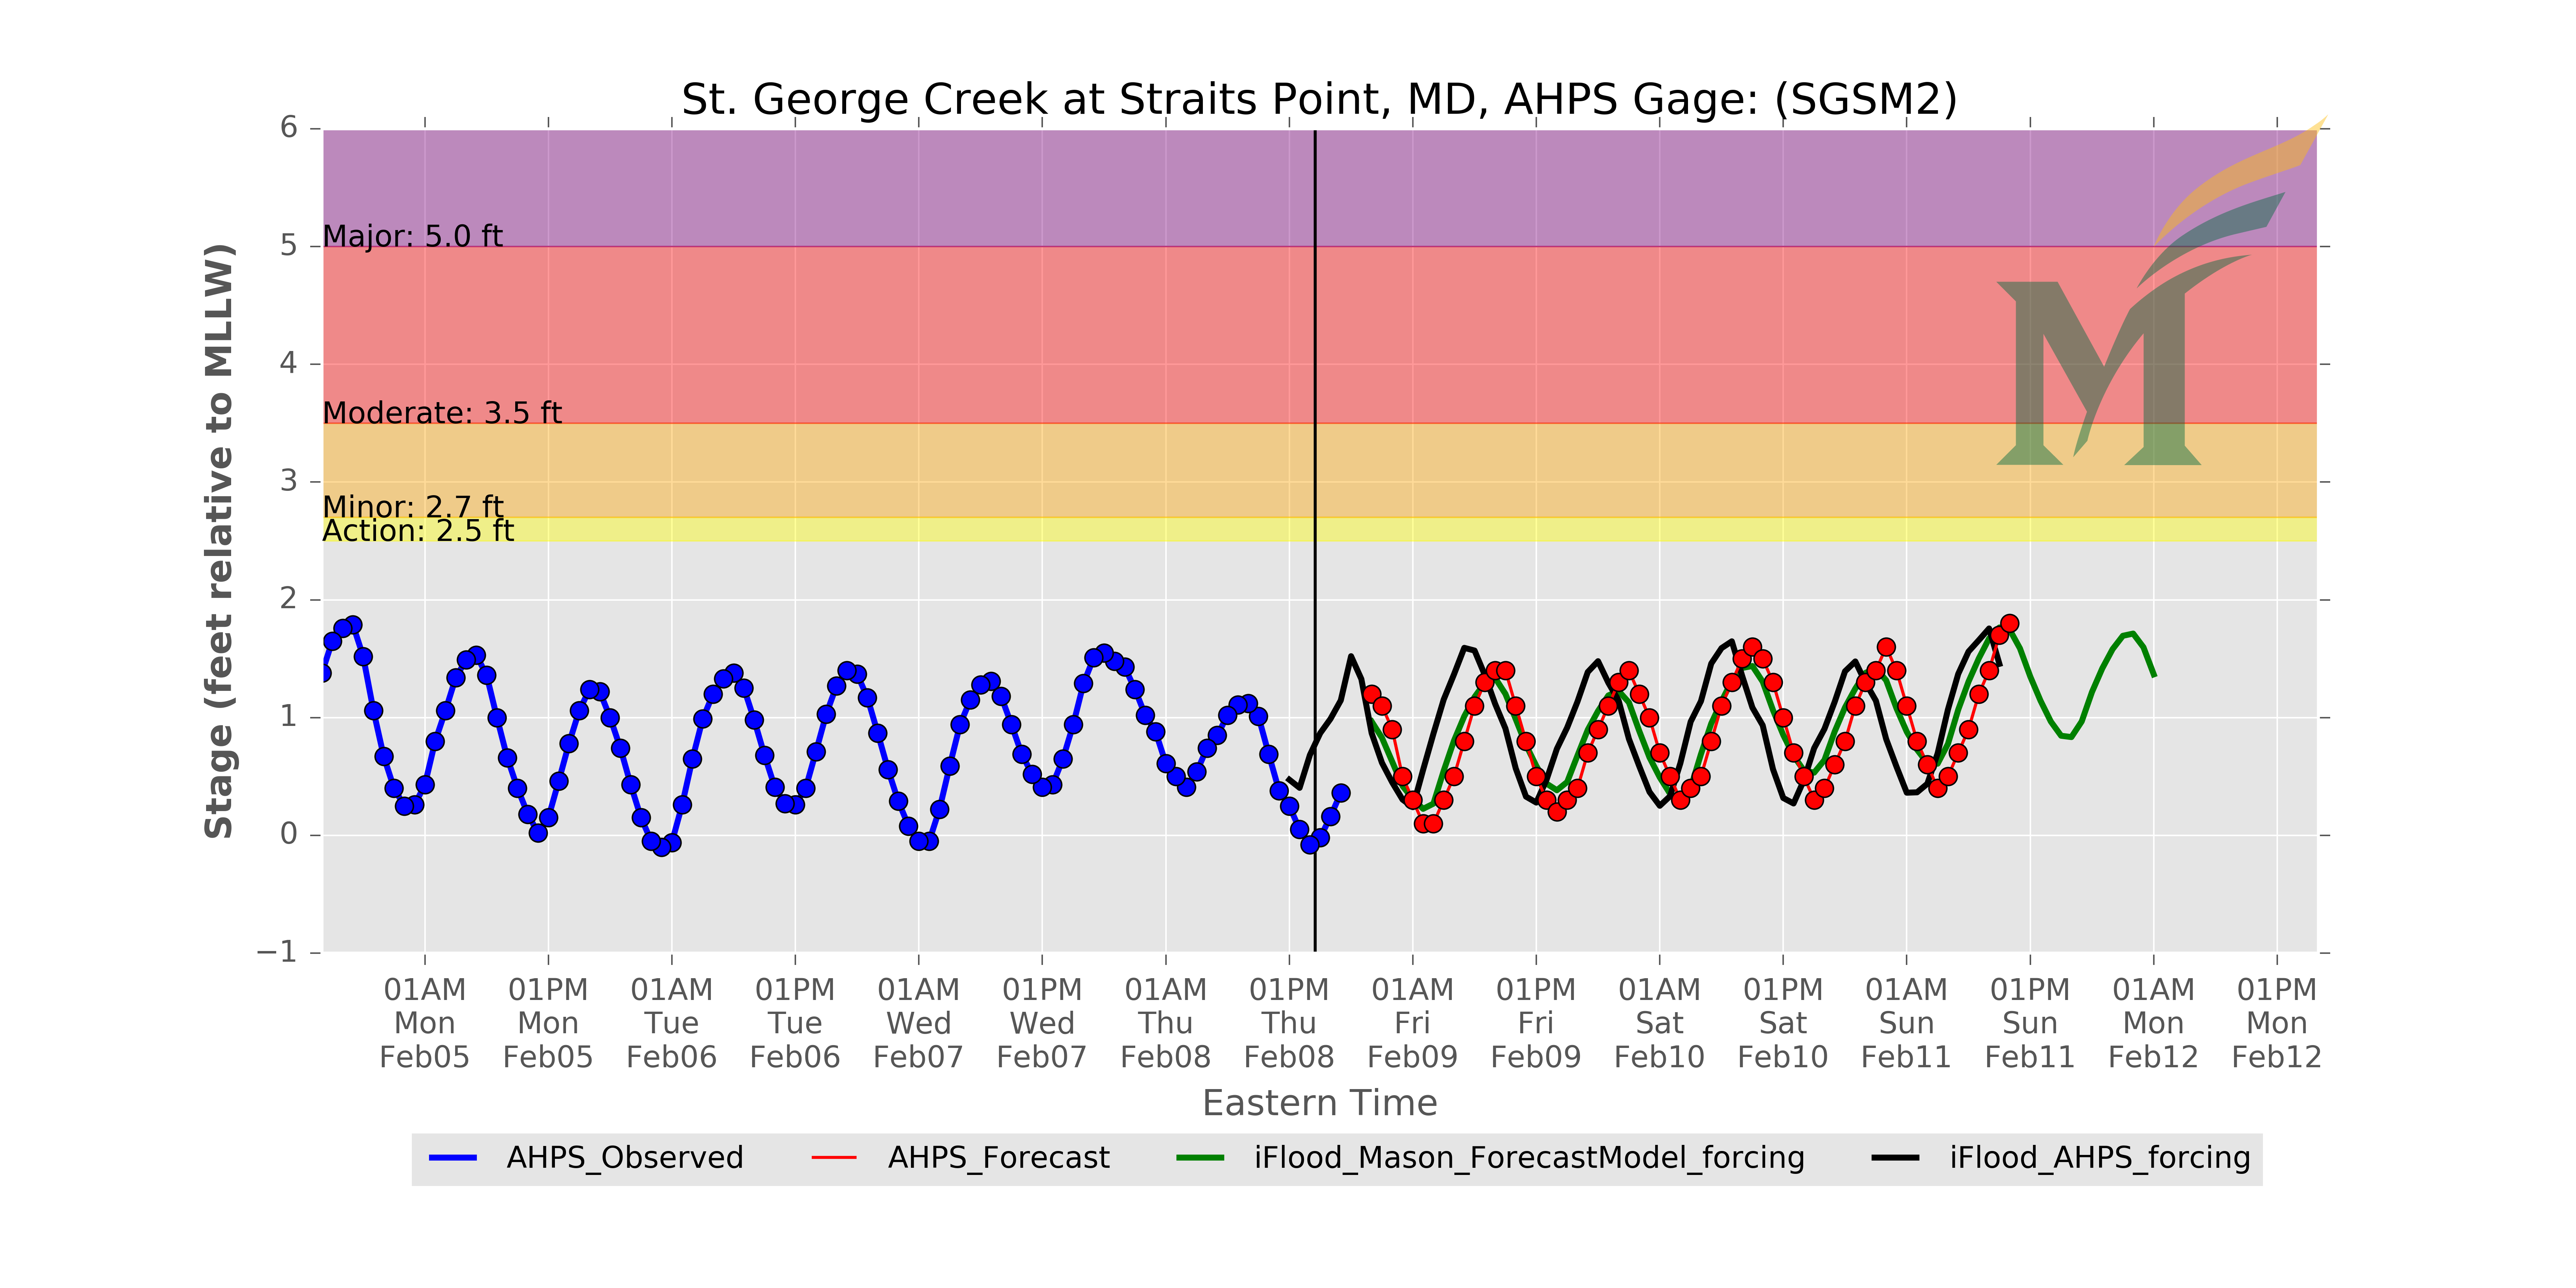 St. George Creek at Straits Point, MD, AHPS Gage: (SGSM2)
Stage (feet relative to MLLW)
6
5
4
3
2
1
0
−1
Major: 5.0 ft
Moderate: 3.5 ft
Minor: 2.7 ft
Action: 2.5 ft
M
01AM 01PM 01AM 01PM 01AM 01PM 01AM 01PM 01AM 01PM 01AM 01PM 01AM 01PM 01AM 01PM
Mon Mon Tue Tue Wed Wed Thu Thu Fri Fri Sat Sat Sun Sun Mon Mon
Feb05 Feb05 Feb06 Feb06 Feb07 Feb07 Feb08 Feb08 Feb09 Feb09 Feb10 Feb10 Feb11 Feb11 Feb12 Feb12
Eastern Time
AHPS_Observed AHPS_Forecast iFlood_Mason_ForecastModel_forcing iFlood_AHPS_forcing